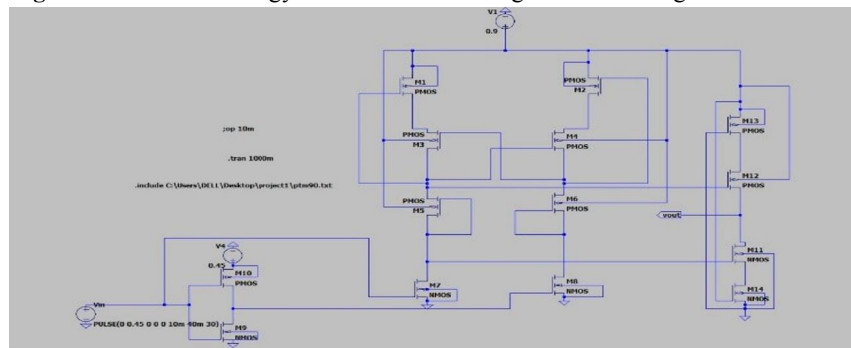 V1
0.9
M1
PMOS
PMOS
M2
M13
PMOS
;op 10m
PMOS
M3
M4
PMOS
.tran 1000m
M12
PMOS
.include C:\Users\DELL\Desktop\project1\ptm90.txt
PMOS
M5
M6
PMOS
vout
V4
0.45
M10
PMOS
M11
NMOS
M7
NMOS
M8
NMOS
M14
NMOS
Vin
PULSE(0 0.45 0 0 0 10m 40m 30)
M9
NMOS